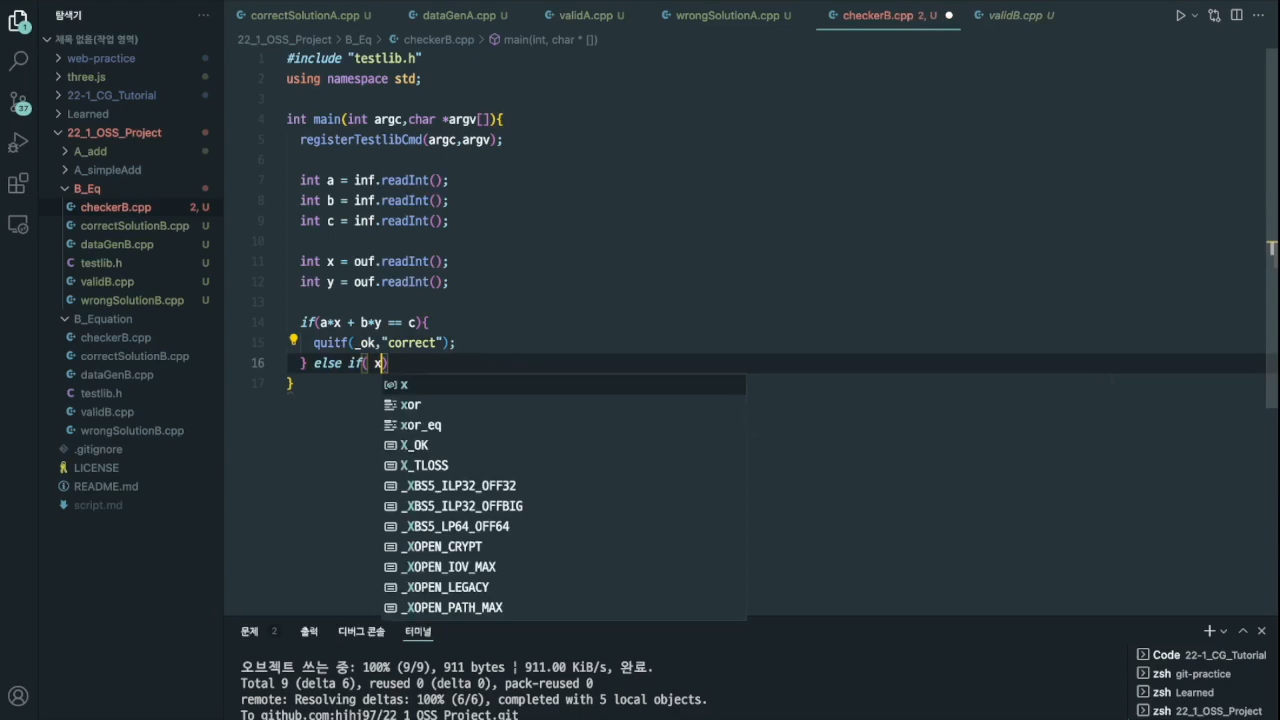 탐색기
제목 없음(작업 영역)
web-practice
three.js
22-1_CG_Tutorial
Learned
22_1_OSS_Project
A_add
A_simpleAdd
B_Eq
checkerB.cpp 2, U
correctSolutionB.cpp U
dataGenB.cpp U
testlib.h U
validB.cpp U
wrongSolutionB.cpp U
B_Equation
checkerB.cpp
correctSolutionB.cpp
dataGenB.cpp
testlib.h
validB.cpp
wrongSolutionB.cpp
.gitignore
LICENSE
README.md
script.md
1
37
correctSolutionA.cpp U dataGenA.cpp U validA.cpp U wrongSolutionA.cpp U checkerB.cpp 2, U validB.cpp U
22_1_OSS_Project > B_Eq > checkerB.cpp > main(int, char * [])
1 #include "testlib.h"
2 using namespace std;
3
4 int main(int argc,char *argv[]){
5 registerTestlibCmd(argc,argv);
6
7 int a = inf.readInt();
8 int b = inf.readInt();
9 int c = inf.readInt();
10
11 int x = ouf.readInt();
12 int y = ouf.readInt();
13
14 if(a*x + b*y == c){
15 quitf(_ok,"correct");
16 } else if( x)
17 }
x
xor
xor_eq
X_OK
X_TLOSS
_XBS5_ILP32_OFF32
_XBS5_ILP32_OFFBIG
_XBS5_LP64_OFF64
_XOPEN_CRYPT
_XOPEN_IOV_MAX
_XOPEN_LEGACY
_XOPEN_PATH_MAX
문제 2 출력 디버그 콘솔 터미널
오브젝트 쓰는 중: 100% (9/9), 911 bytes | 911.00 KiB/s, 완료.
Total 9 (delta 6), reused 0 (delta 0), pack-reused 0
remote: Resolving deltas: 100% (6/6), completed with 5 local objects.
To github.com:hihi97/22_1_OSS_Project.git
Code 22-1_CG_Tutorial
zsh git-practice
zsh Learned
zsh 22_1_OSS_Project